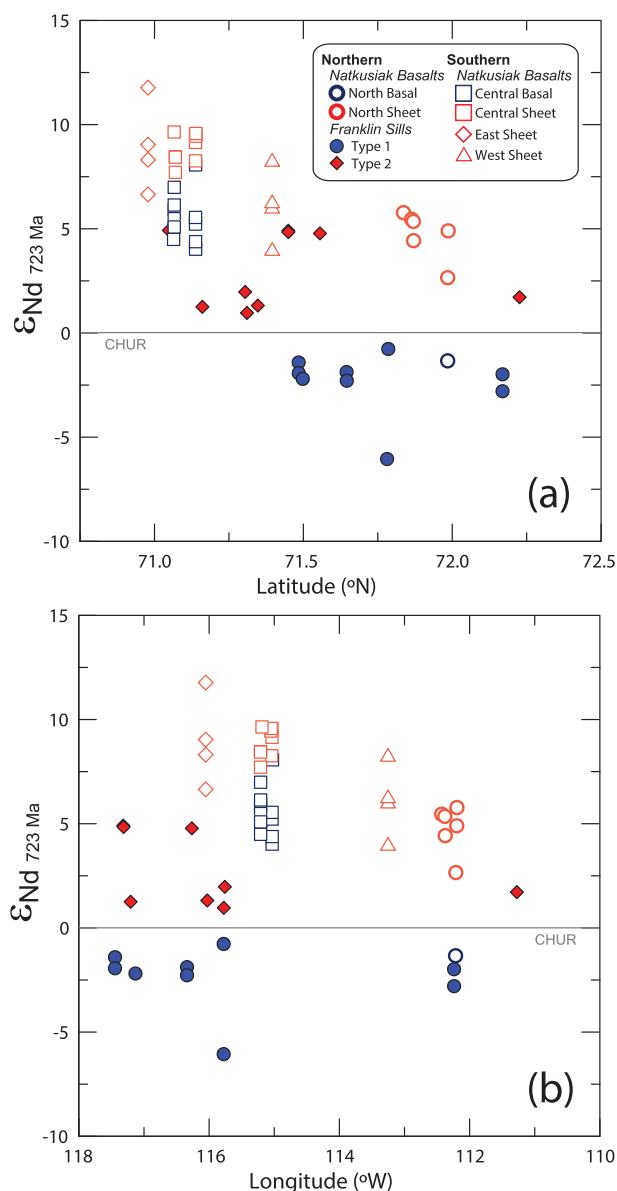 15
10
5
0
-5
-10
εNd 723 Ma
Northern
Natkusiak Basalts
North Basal
North Sheet
Franklin Sills
Type 1
Type 2
Southern
Natkusiak Basalts
Central Basal
Central Sheet
East Sheet
West Sheet
CHUR
(a)
71.0 71.5 72.0 72.5
Latitude (ºN)
15
10
5
0
-5
-10
εNd 723 Ma
CHUR
(b)
118 116 114 112 110
Longitude (ºW)